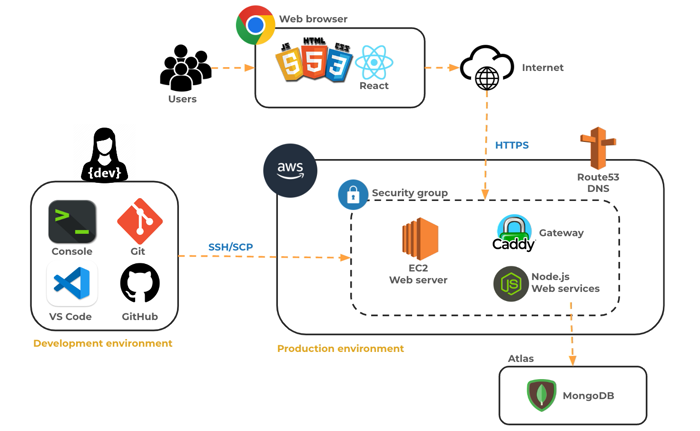 Web browser
JS
HTML
CSS
React
Users
Internet
HTTPS
{dev}
aws
Route53
DNS
Security group
Console
Git
SSH/SCP
EC2
Web server
Caddy
Gateway
JS
Node.js
Web services
VS Code
GitHub
Development environment
Production environment
Atlas
MongoDB